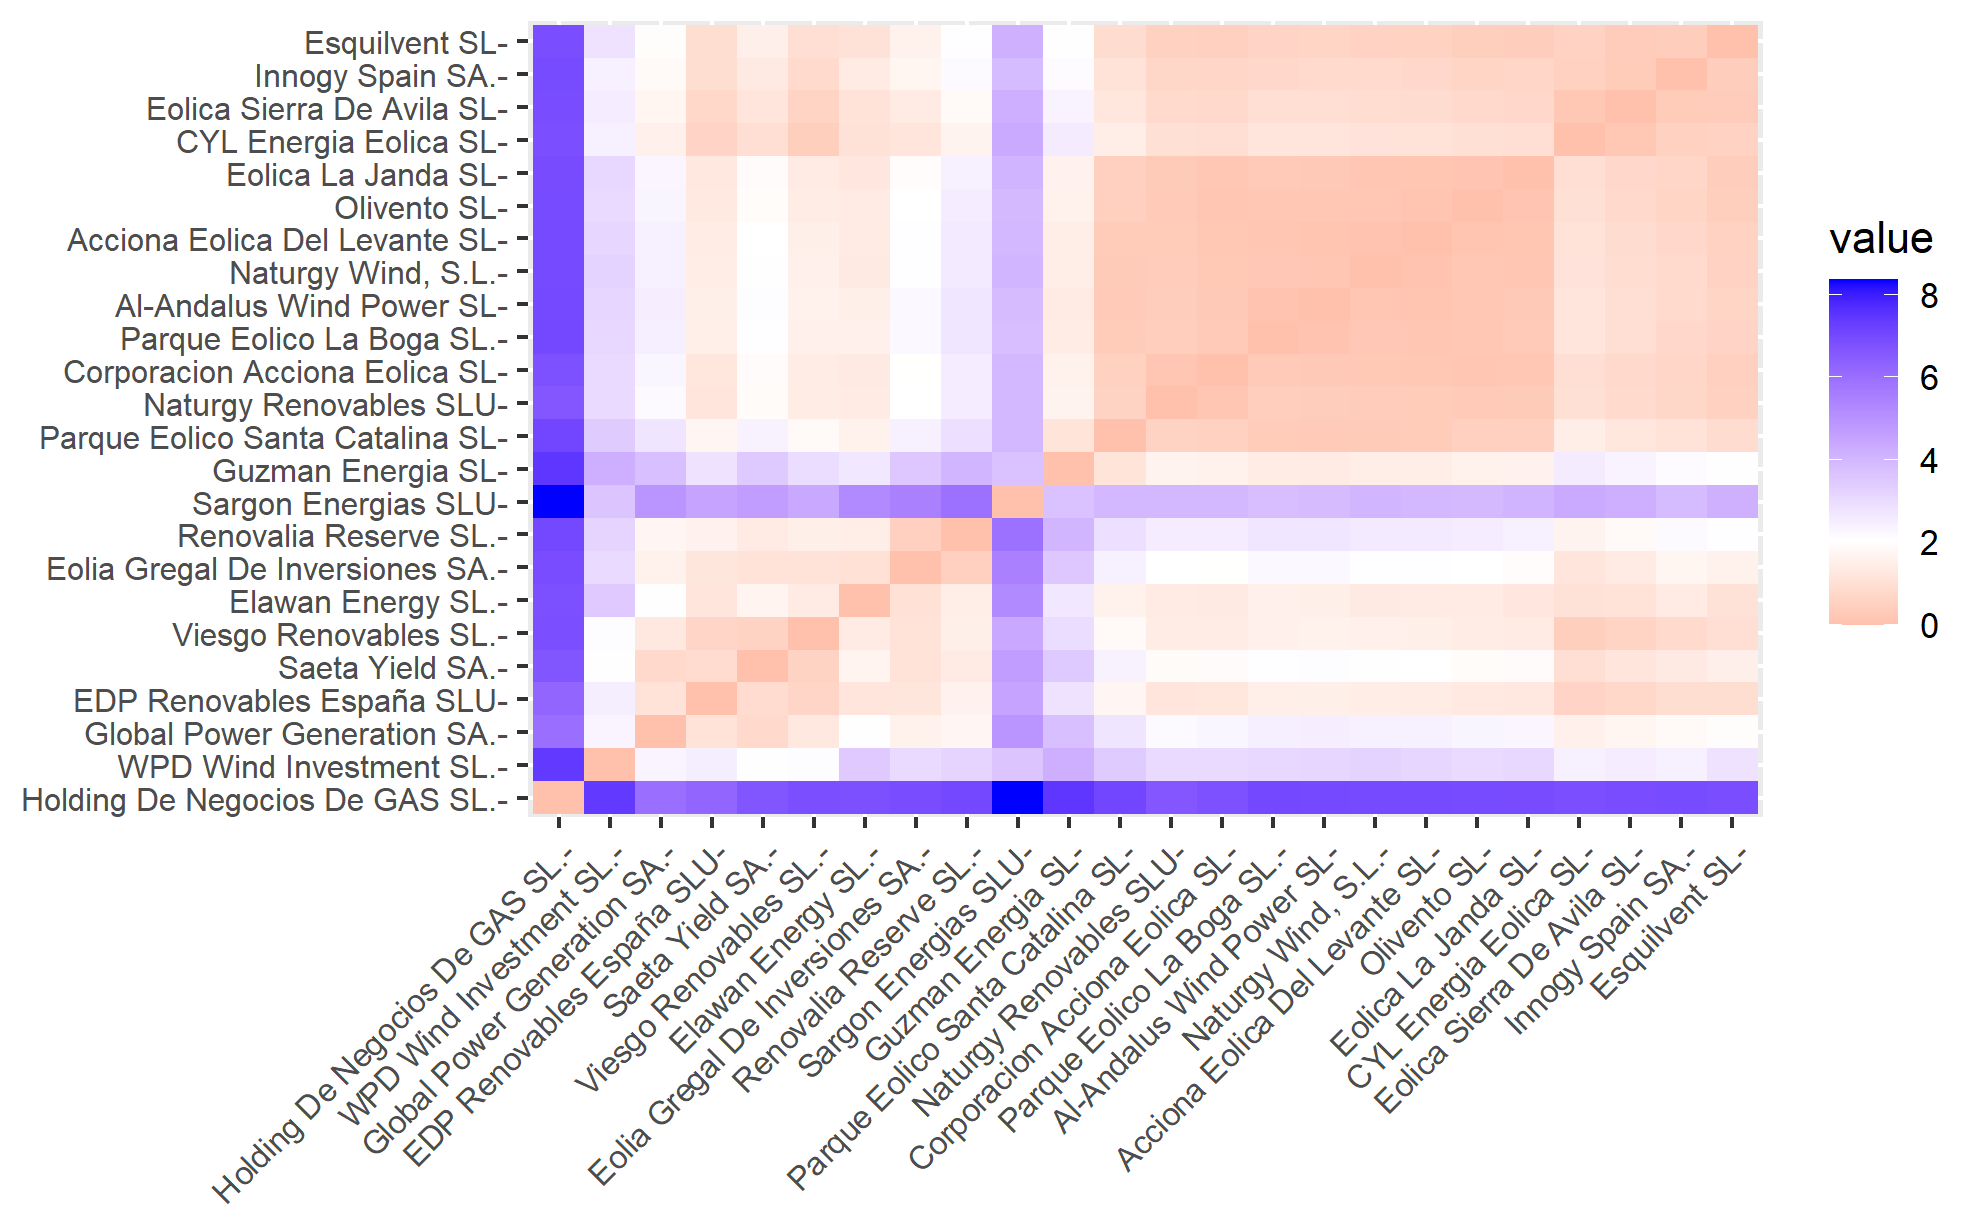 Esquilvent SL-
Innogy Spain SA.-
Eolica Sierra De Avila SL-
CYL Energia Eolica SL-
Eolica La Janda SL-
Olivento SL-
Acciona Eolica Del Levante SL-
Naturgy Wind, S.L.-
Al-Andalus Wind Power SL-
Parque Eolico La Boga SL.-
Corporacion Acciona Eolica SL-
Naturgy Renovables SLU-
Parque Eolico Santa Catalina SL-
Guzman Energia SL-
Sargon Energias SLU-
Renovalia Reserve SL.-
Eolia Gregal De Inversiones SA.-
Elawan Energy SL.-
Viesgo Renovables SL.-
Saeta Yield SA.-
EDP Renovables España SLU-
Global Power Generation SA.-
WPD Wind Investment SL.-
Holding De Negocios De GAS SL.-
Holding De Negocios De GAS SL.-
WPD Wind Investment SL.-
Global Power Generation SA.-
EDP Renovables España SLU-
Saeta Yield SA.-
Viesgo Renovables SL.-
Elawan Energy SL.-
Eolia Gregal De Inversiones SA.-
Renovalia Reserve SL.-
Sargon Energias SLU-
Guzman Energia SL-
Parque Eolico Santa Catalina SL-
Naturgy Renovables SLU-
Corporacion Acciona Eolica SL-
Parque Eolico La Boga SL.-
Al-Andalus Wind Power SL-
Naturgy Wind, S.L.-
Acciona Eolica Del Levante SL-
Olivento SL-
Eolica La Janda SL-
CYL Energia Eolica SL-
Eolica Sierra De Avila SL-
Innogy Spain SA.-
Esquilvent SL-
value
8
6
4
2
0